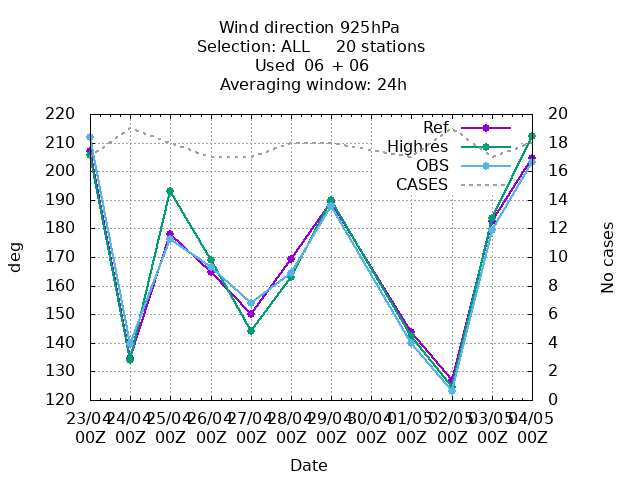 Wind direction 925hPa
Selection: ALL     20 stations
Used  06 + 06
Averaging window: 24h
220 20
210 18
200 16
190 14
180 12
170 10
160 8
150 6
140 4
130 2
120 0
Ref
Highres
OBS
CASES
deg
No cases
23/04 24/04 25/04 26/04 27/04 28/04 29/04 30/04 01/05 02/05 03/05 04/05
00Z 00Z 00Z 00Z 00Z 00Z 00Z 00Z 00Z 00Z 00Z 00Z
Date